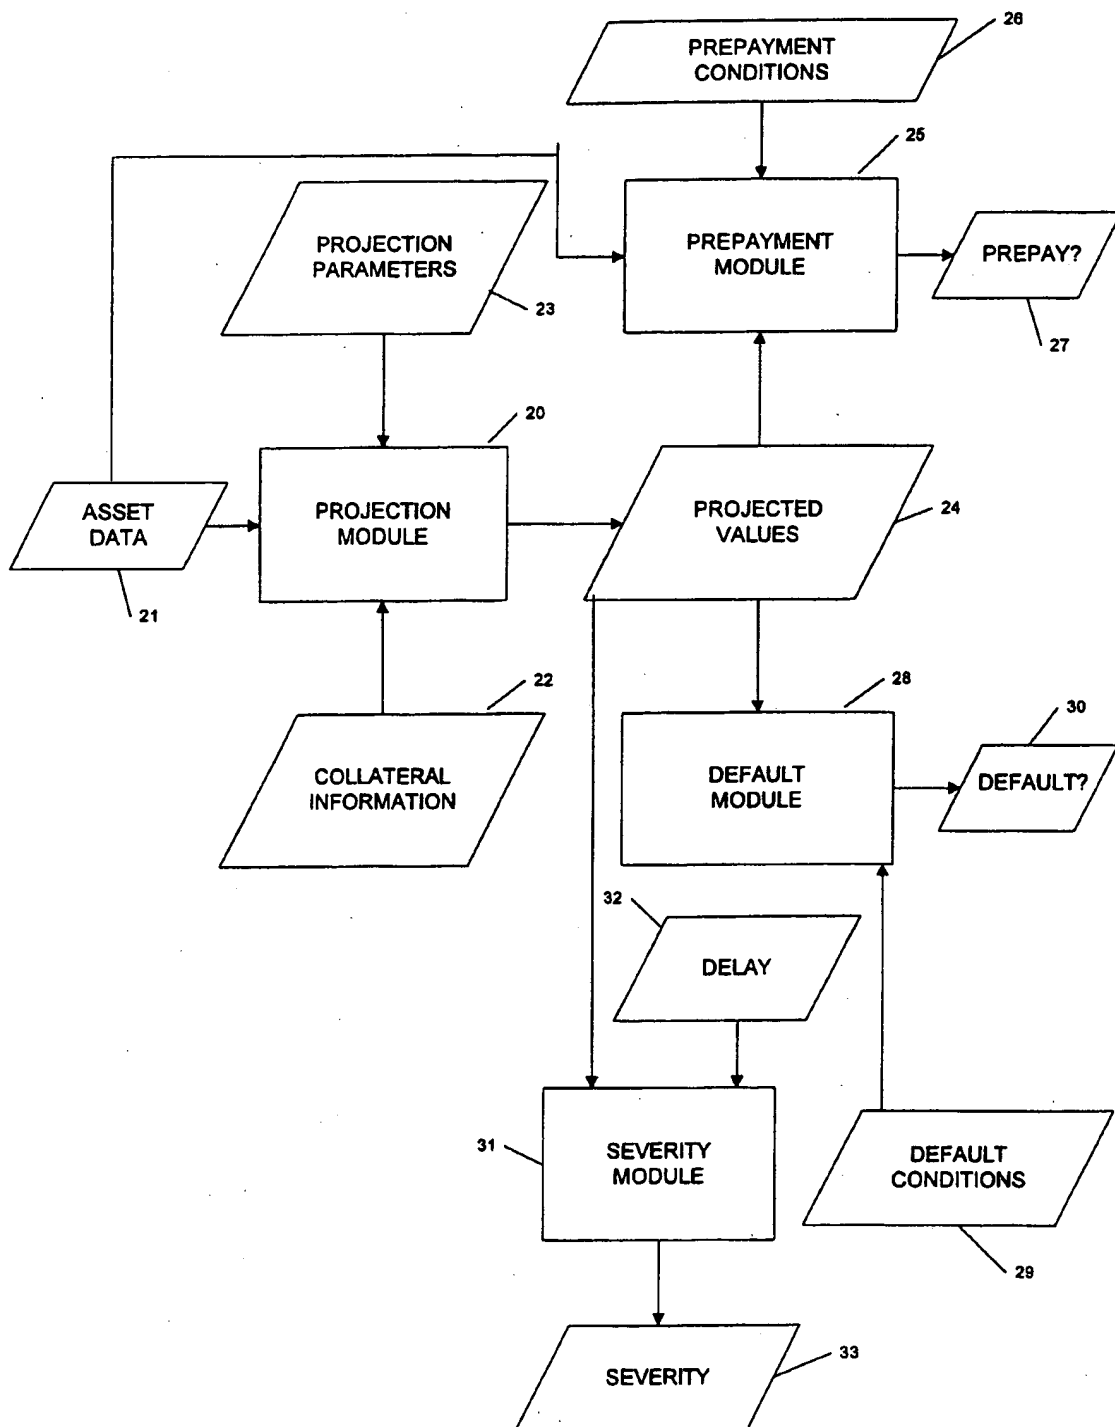 26
PREPAYMENT
CONDITIONS
25
PROJECTION
PARAMETERS
23
PREPAYMENT
MODULE
PREPAY?
27
20
ASSET
DATA
21
PROJECTION
MODULE
PROJECTED
VALUES
24
22
COLLATERAL
INFORMATION
28
DEFAULT
MODULE
30
DEFAULT?
32
DELAY
31
SEVERITY
MODULE
DEFAULT
CONDITIONS
29
SEVERITY
33